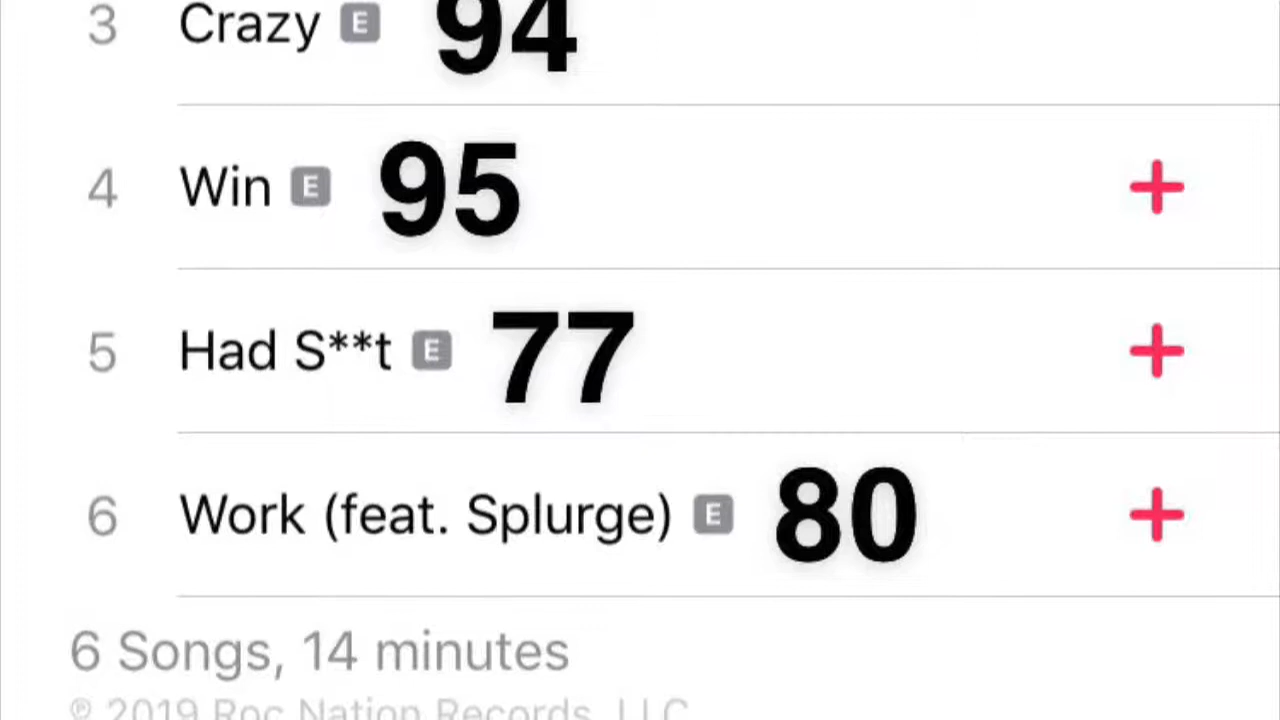 3 Crazy E 94
4 Win E 95 +
5 Had S**t E 77 +
6 Work (feat. Splurge) E 80 +
6 Songs, 14 minutes
℗ 2019 Roc Nation Records, LLC